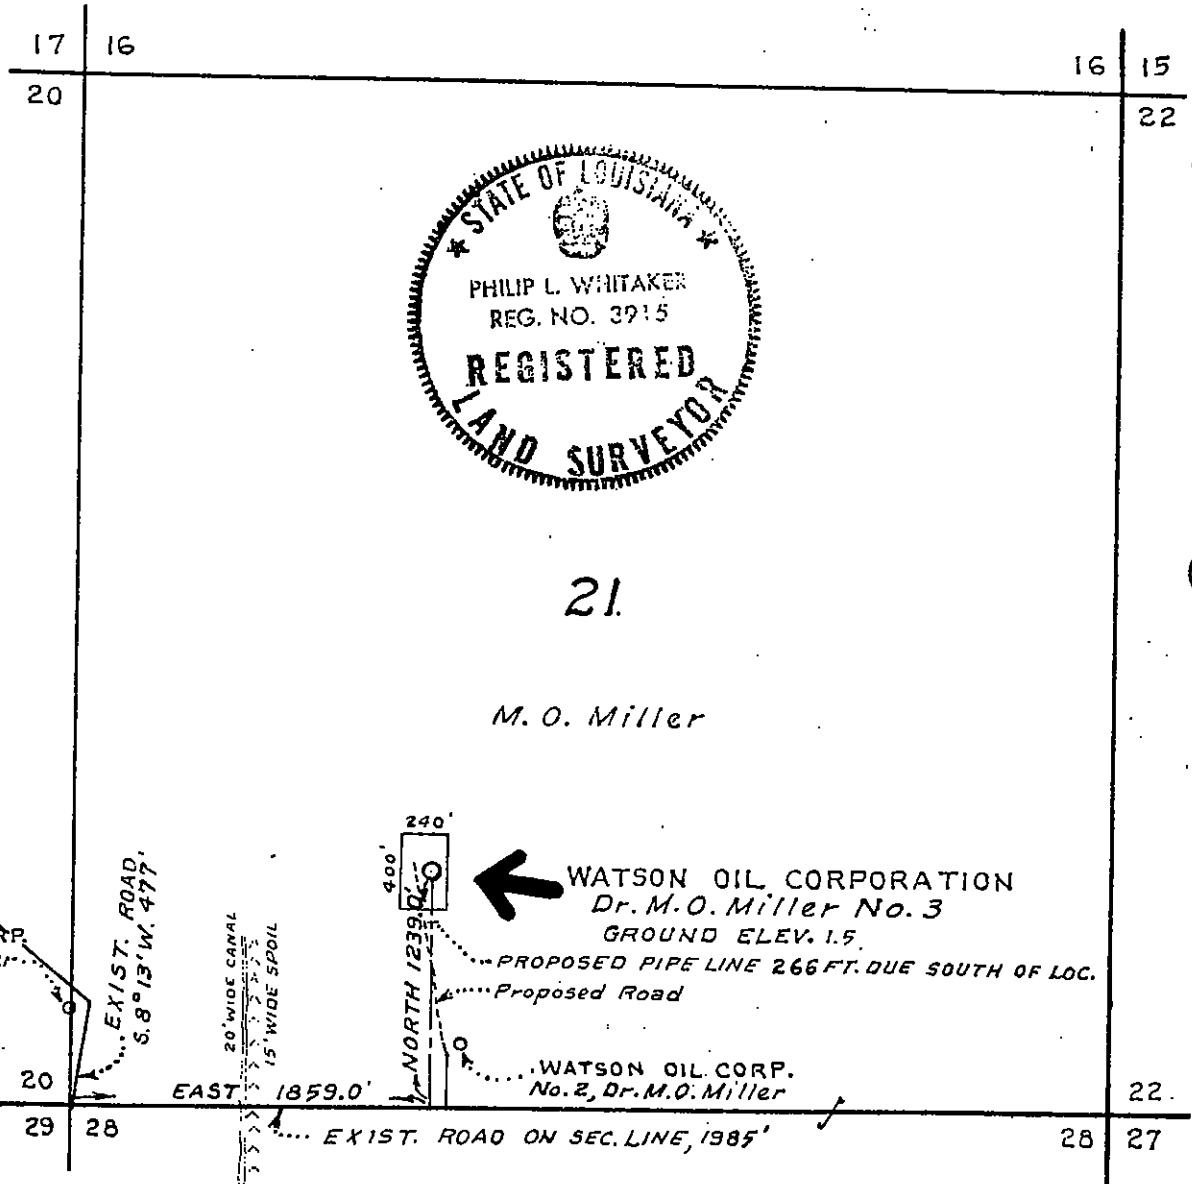 17 16
16 15
20
22
★ STATE OF LOUISIANA ★
PHILIP L. WHITAKER
REG. NO. 3915
REGISTERED
LAND SURVEYOR
21
M. O. Miller
240'
400'
WATSON OIL CORPORATION
Dr. M. O. Miller No. 3
GROUND ELEV. 1.5
PROPOSED PIPE LINE 266 FT. DUE SOUTH OF LOC.
Proposed Road
NORTH 1239.0'
EXIST. ROAD
S. 8° 13' W. 477'
20' WIDE CANAL
15' WIDE SPOIL
WATSON OIL CORP.
No. 2, Dr. M. O. Miller
20
EAST 1859.0'
22
29 28
EXIST. ROAD ON SEC. LINE, 1985'
28 27